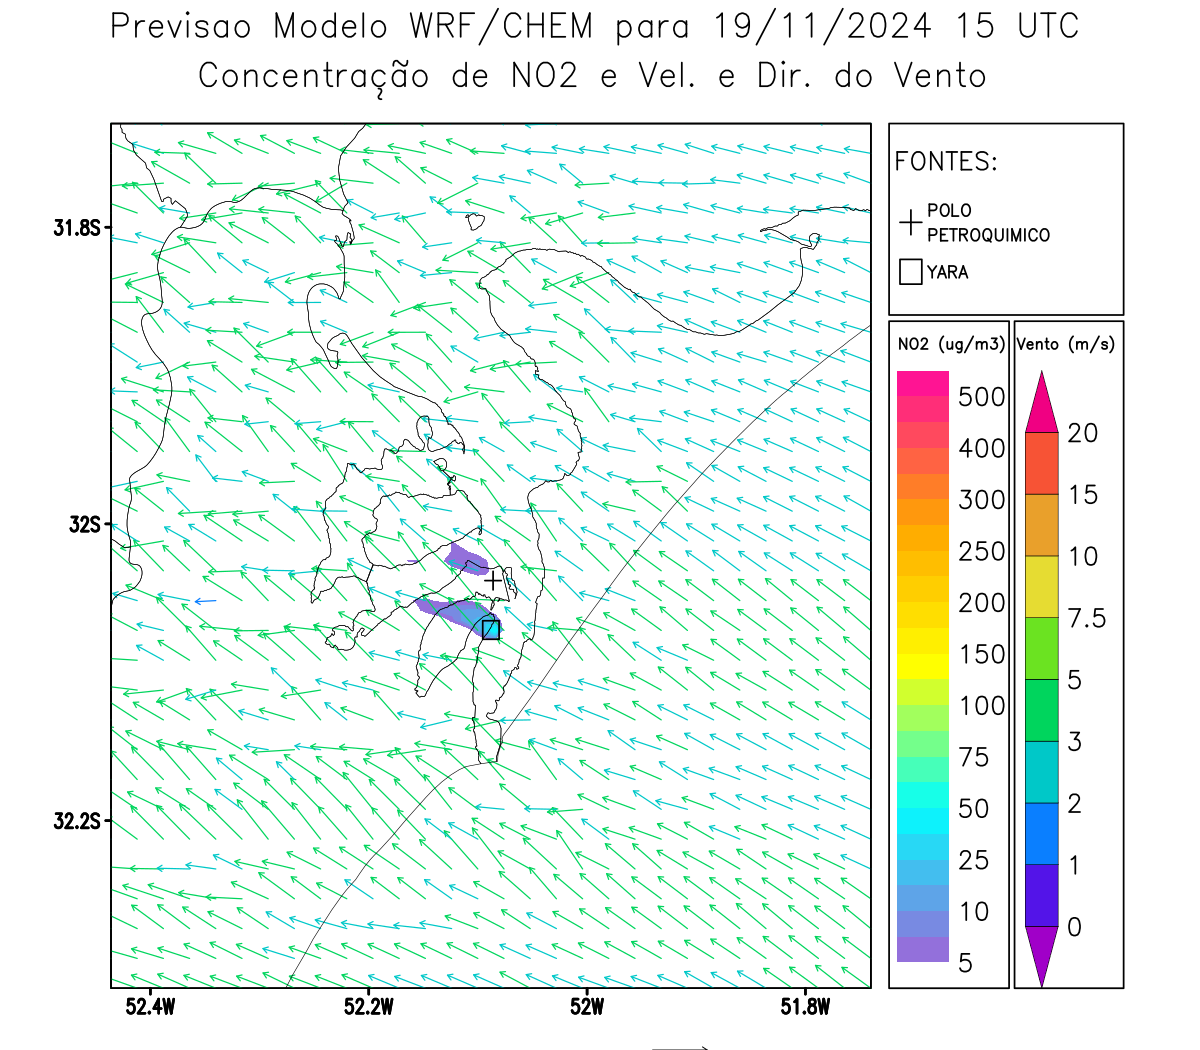 Previsao Modelo WRF/CHEM para 19/11/2024 15 UTC
Concentração de NO2 e Vel. e Dir. do Vento
FONTES:
POLO
PETROQUIMICO
YARA
31.8S
32S
32.2S
52.4W
52.2W
52W
51.8W
NO2 (ug/m3)
500
400
300
250
200
150
100
75
50
25
10
5
Vento (m/s)
20
15
10
7.5
5
3
2
1
0